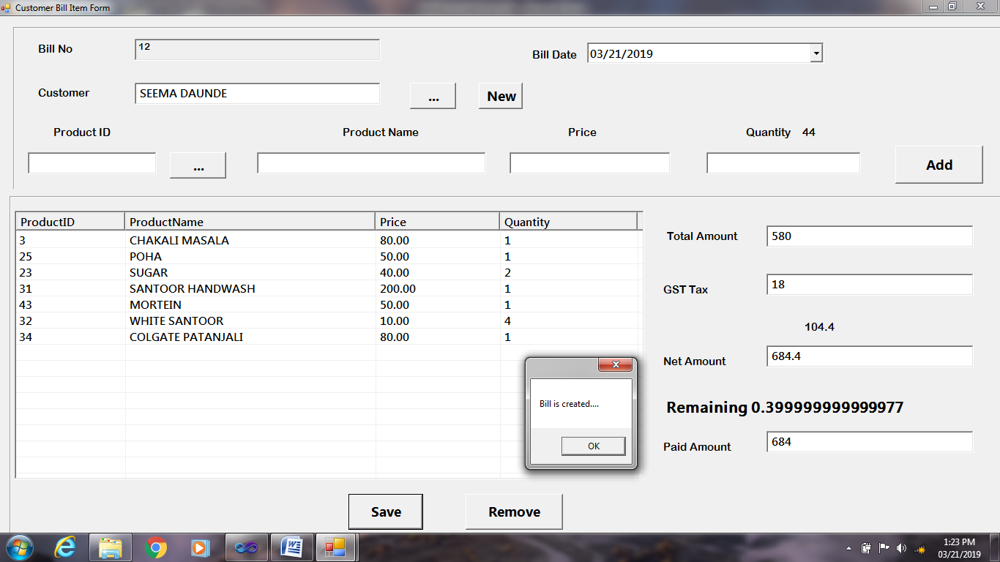 Customer Bill Item Form
Bill No 12
Bill Date 03/21/2019
Customer SEEMA DAUNDE ... New
Product ID Product Name Price Quantity 44
... Add
ProductID ProductName Price Quantity
3 CHAKALI MASALA 80.00 1
25 POHA 50.00 1
23 SUGAR 40.00 2
31 SANTOOR HANDWASH 200.00 1
43 MORTEIN 50.00 1
32 WHITE SANTOOR 10.00 4
34 COLGATE PATANJALI 80.00 1
Total Amount 580
GST Tax 18
104.4
Net Amount 684.4
Remaining 0.399999999999977
Paid Amount 684
Bill is created....
OK
Save Remove
1:23 PM
03/21/2019